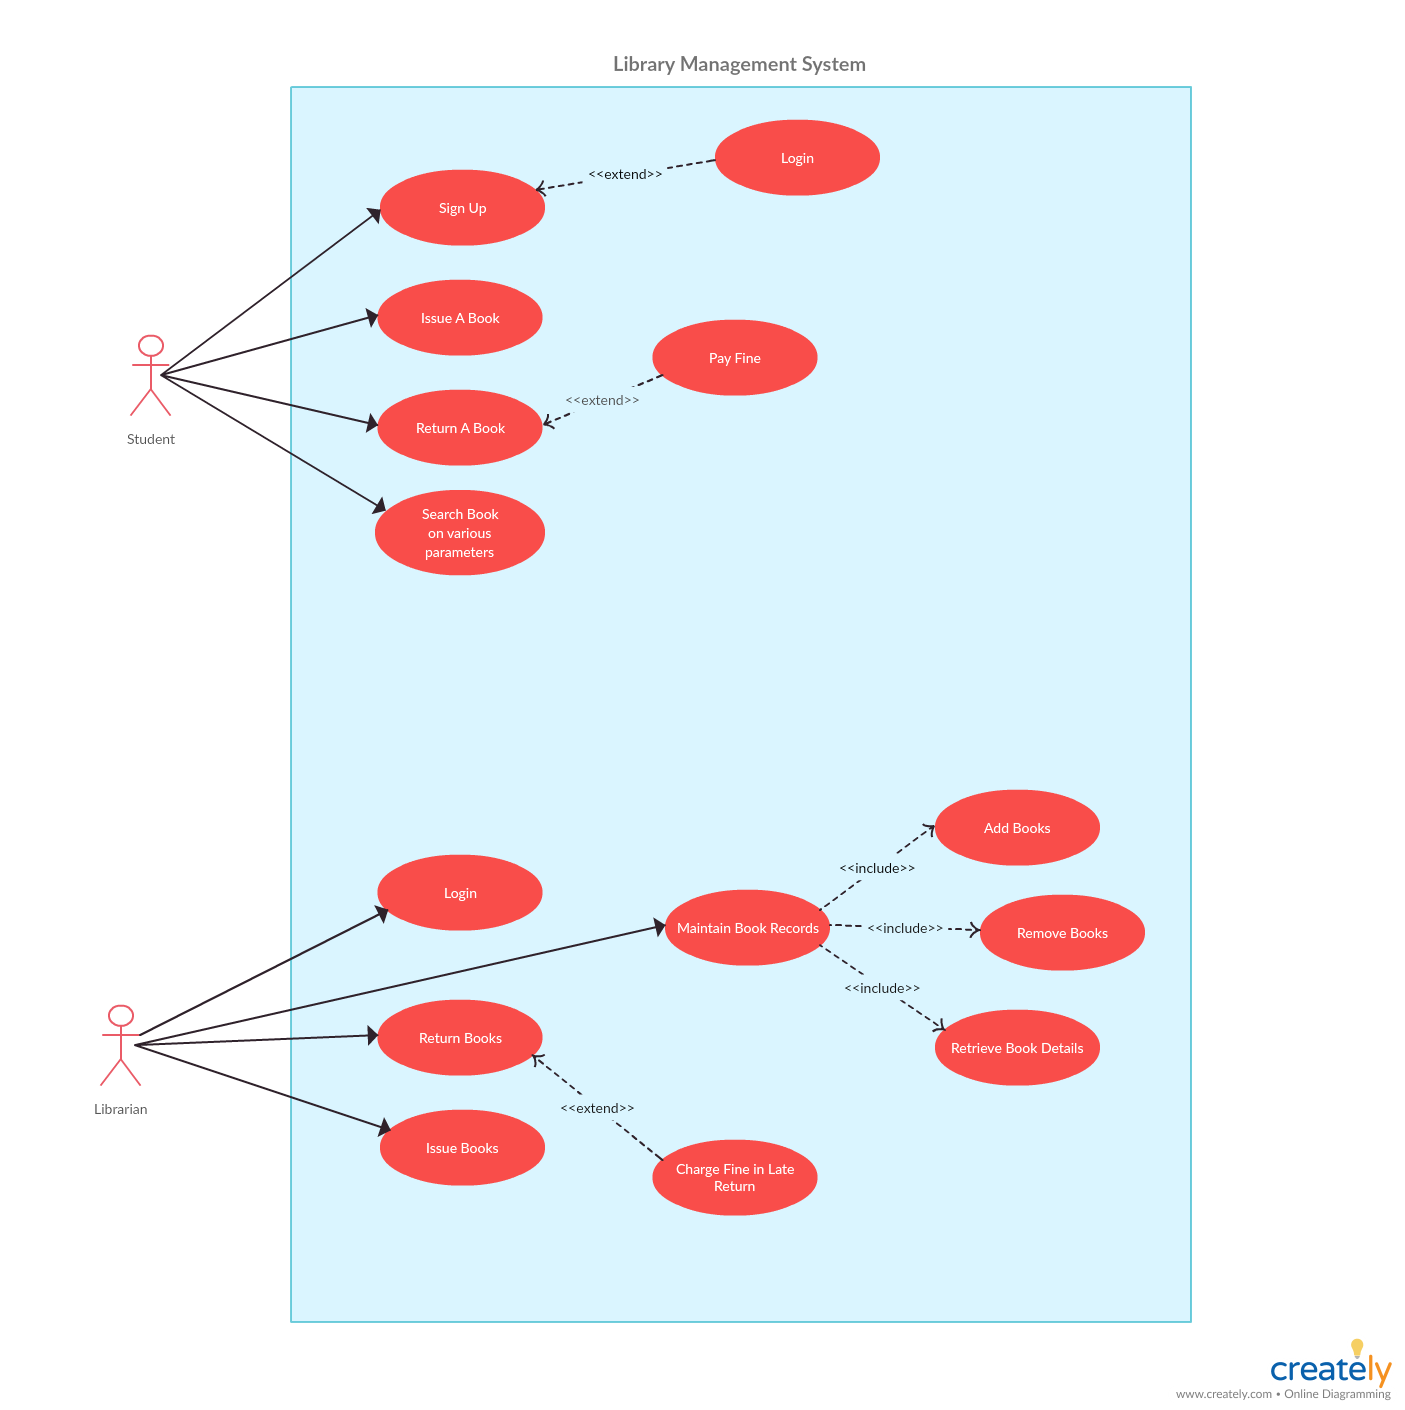 Library Management System
Login
<<extend>>
Sign Up
Issue A Book
Pay Fine
<<extend>>
Return A Book
Student
Search Book
on various
parameters
Add Books
<<include>>
Login
Maintain Book Records
<<include>>
Remove Books
<<include>>
Return Books
Retrieve Book Details
Librarian
<<extend>>
Issue Books
Charge Fine in Late
Return
creately
www.creately.com • Online Diagramming